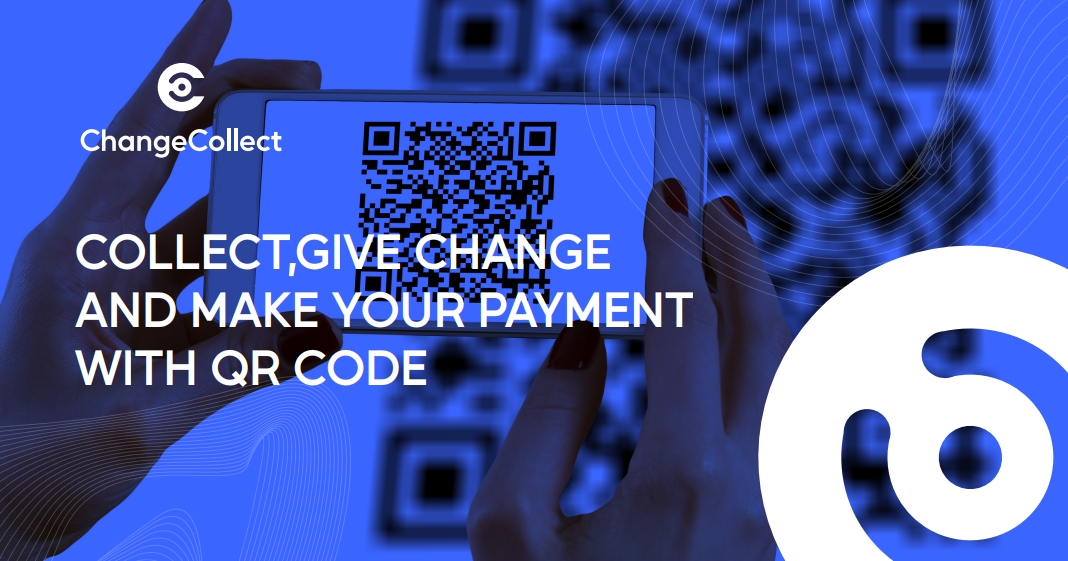 ChangeCollect
COLLECT,GIVE CHANGE
AND MAKE YOUR PAYMENT
WITH QR CODE